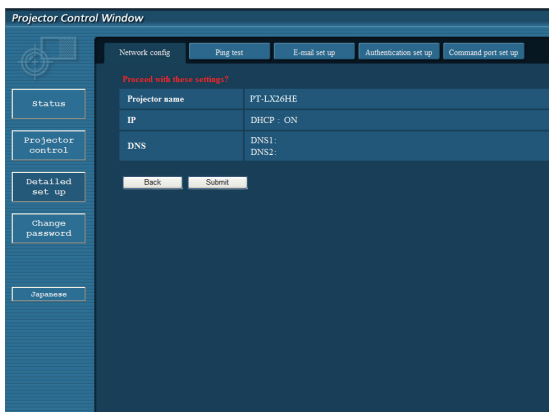 Projector Control Window
Network config
Ping test
E-mail set up
Authentication set up
Command port set up
Proceed with these settings?
Projector name
PT-LX26HE
IP
DHCP : ON
DNS
DNS1:
DNS2:
Back
Submit
Status
Projector
control
Detailed
set up
Change
password
Japanese